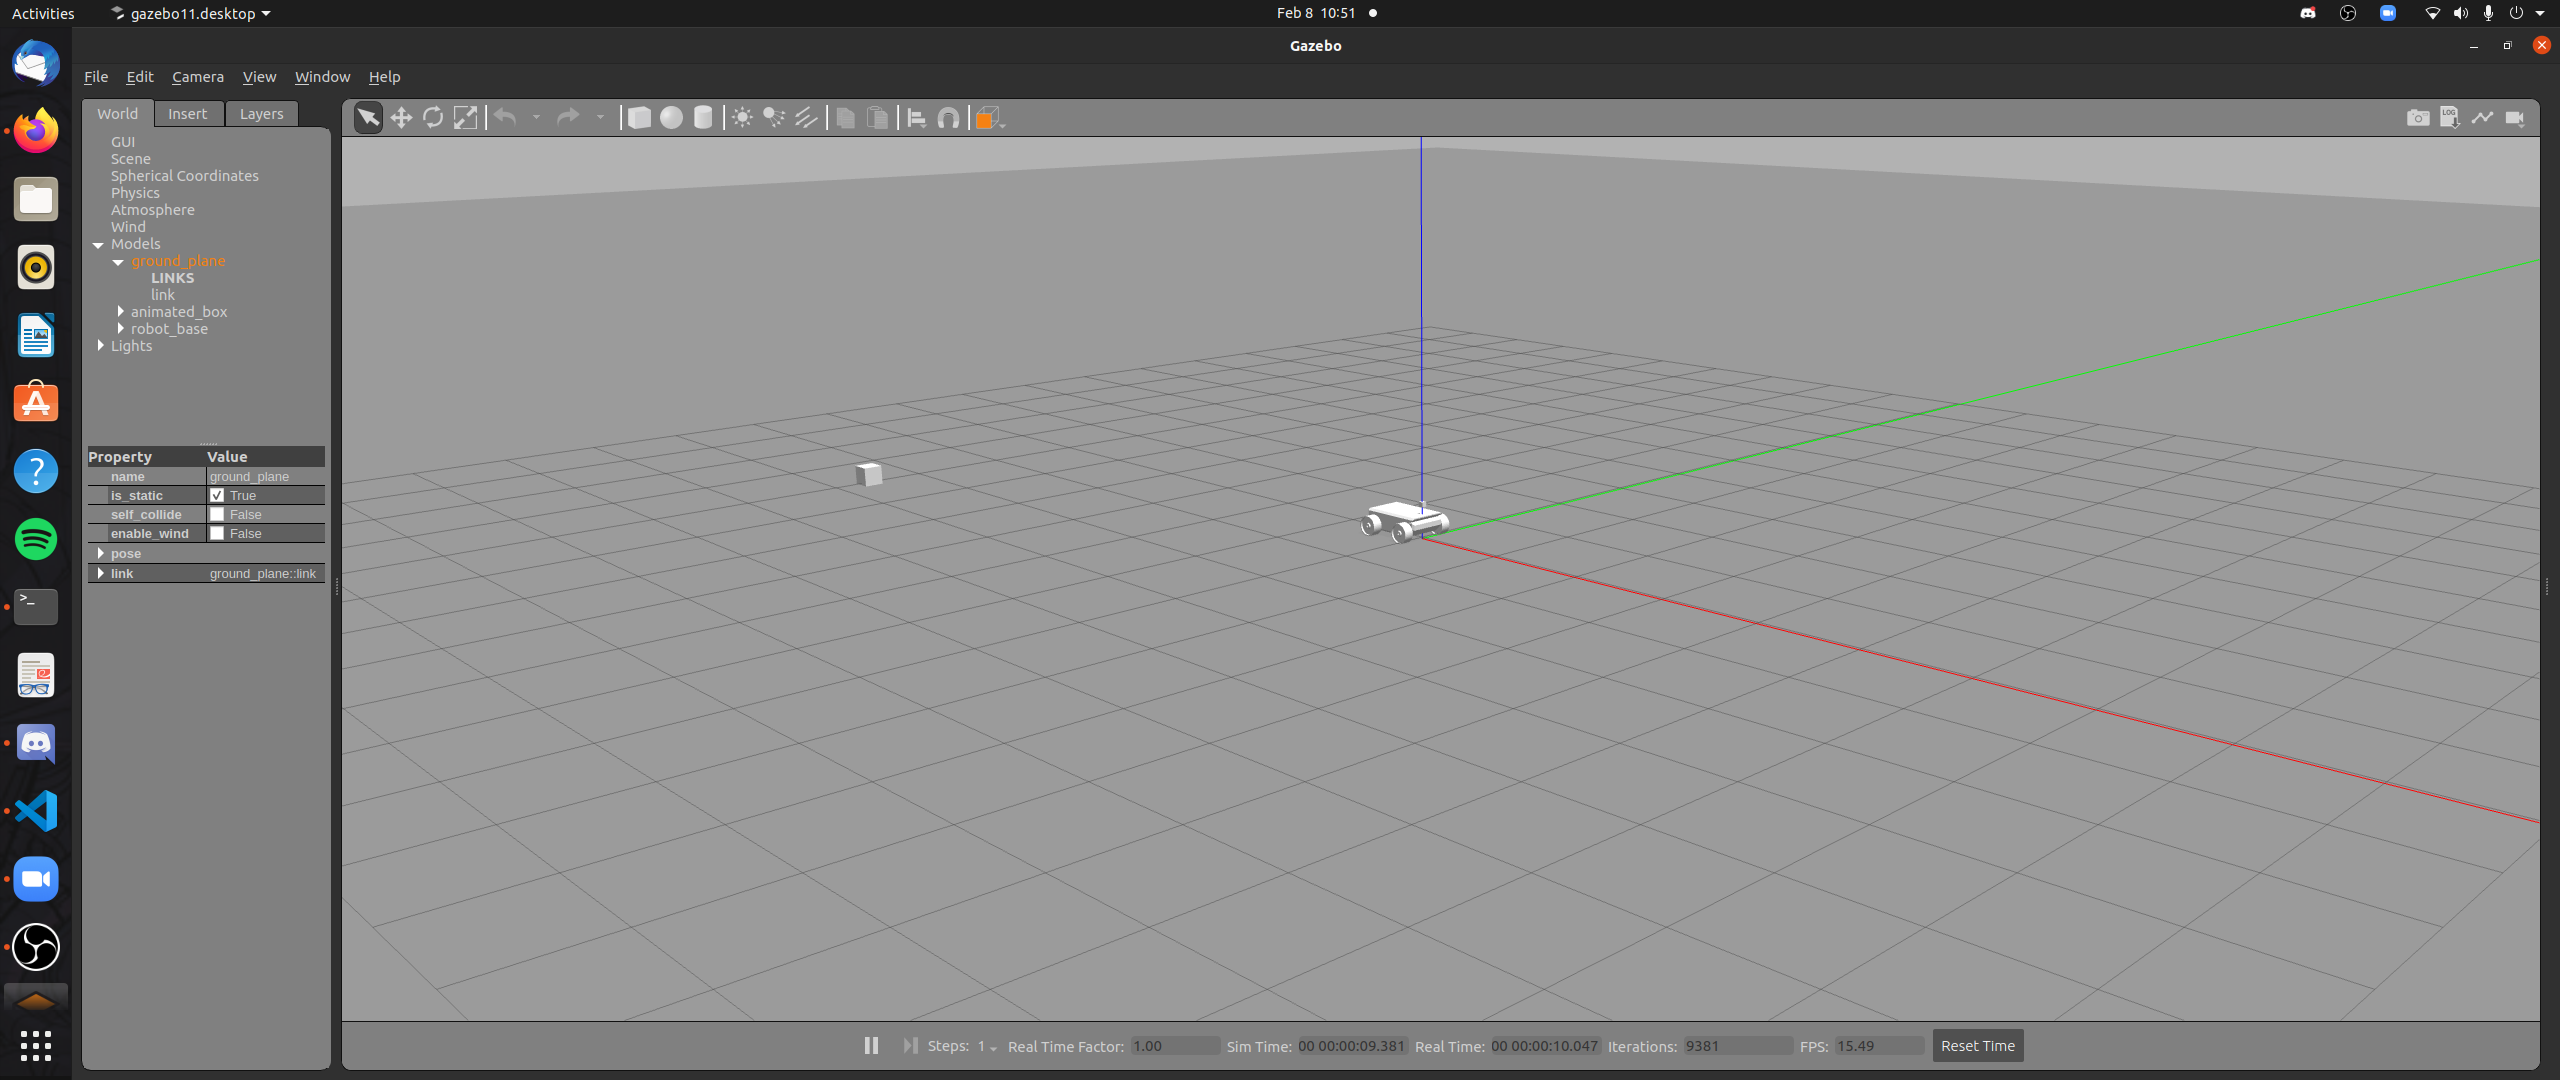 Activities gazebo11.desktop Feb 8 10:51
Gazebo
File Edit Camera View Window Help
World Insert Layers
LOG
GUI
Scene
Spherical Coordinates
Physics
Atmosphere
Wind
Models
ground_plane
LINKS
link
animated_box
robot_base
Lights
Property Value
name ground_plane
is_static True
self_collide False
enable_wind False
pose
link ground_plane::link
Steps: 1 Real Time Factor: 1.00 Sim Time: 00 00:00:09.381 Real Time: 00 00:00:10.047 Iterations: 9381 FPS: 15.49 Reset Time